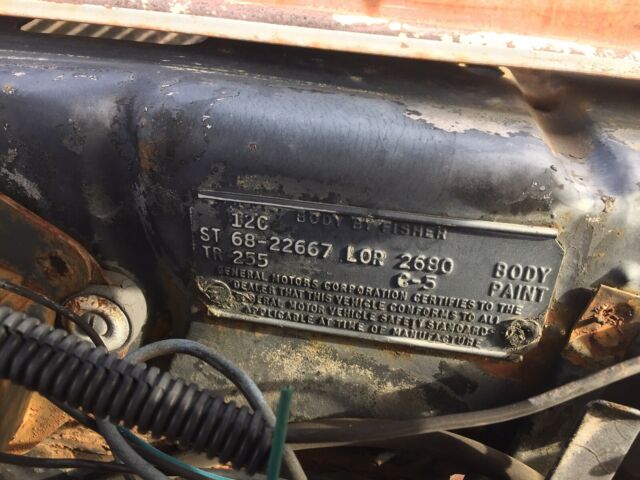 12C BODY BY FISHER
ST 68-22667 LOR 2680 BODY
TR 255 C-5 PAINT
GENERAL MOTORS CORPORATION CERTIFIES TO THE
DEALER THAT THIS VEHICLE CONFORMS TO ALL
FEDERAL MOTOR VEHICLE SAFETY STANDARDS
APPLICABLE AT TIME OF MANUFACTURE